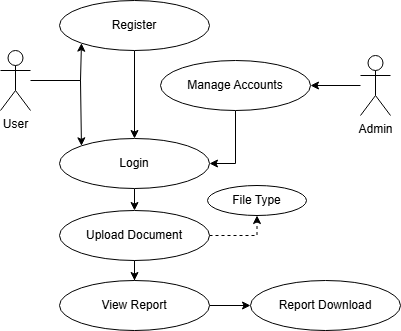 Register
Manage Accounts
User
Admin
Login
File Type
Upload Document
View Report
Report Download